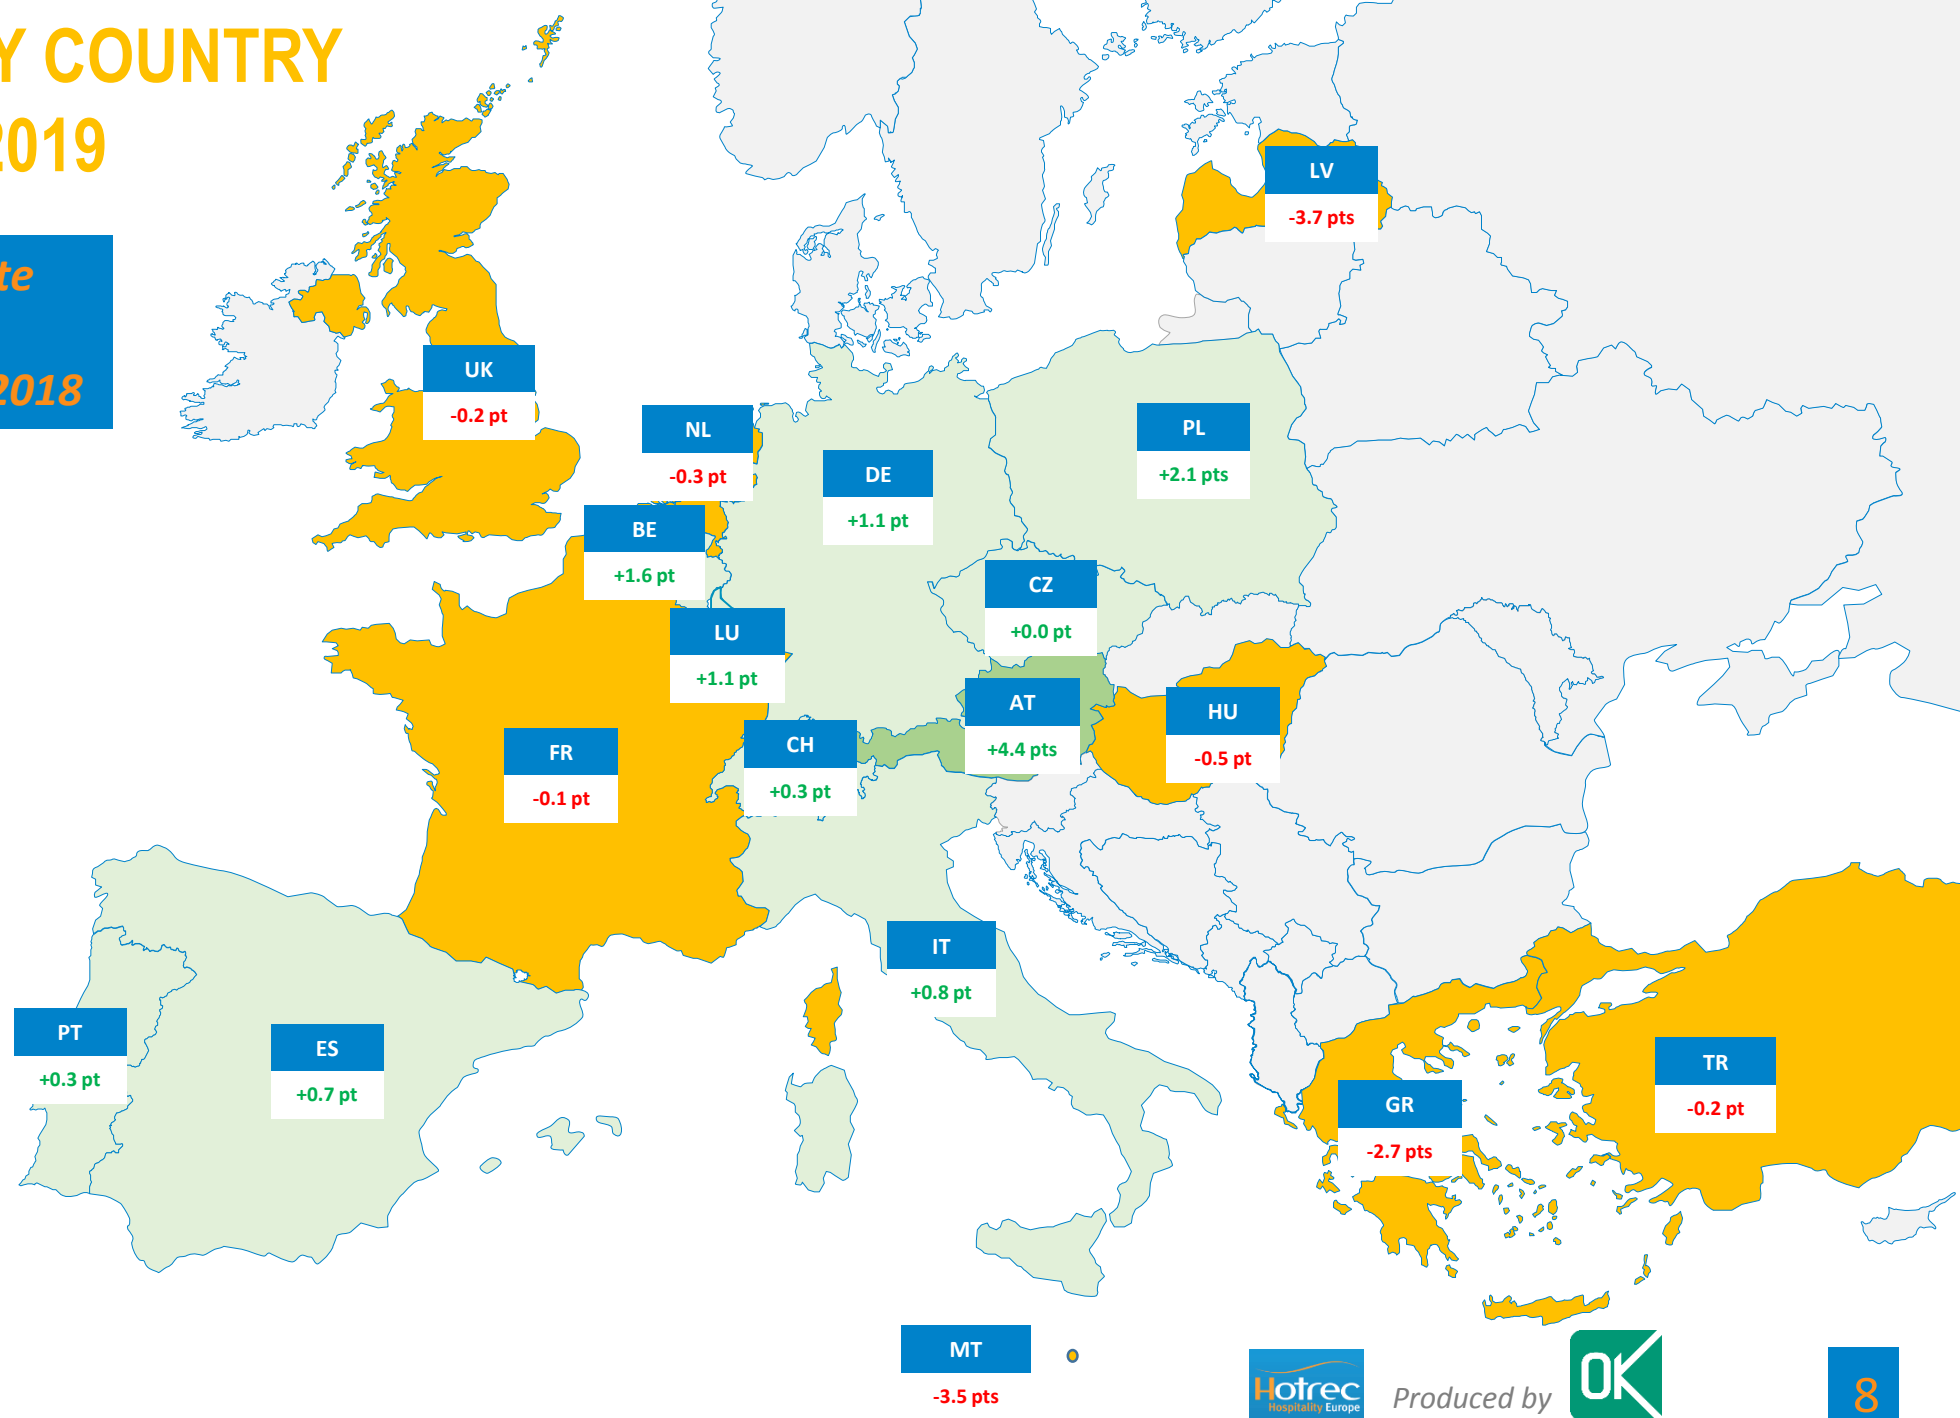 Y COUNTRY
2019
te
2018
LV
-3.7 pts
UK
-0.2 pt
NL
-0.3 pt
PL
+2.1 pts
DE
+1.1 pt
BE
+1.6 pt
CZ
+0.0 pt
LU
+1.1 pt
AT
+4.4 pts
HU
-0.5 pt
CH
+0.3 pt
FR
-0.1 pt
IT
+0.8 pt
PT
+0.3 pt
ES
+0.7 pt
TR
-0.2 pt
GR
-2.7 pts
MT
-3.5 pts
Hotrec
Hospitality Europe
Produced by
OK
8